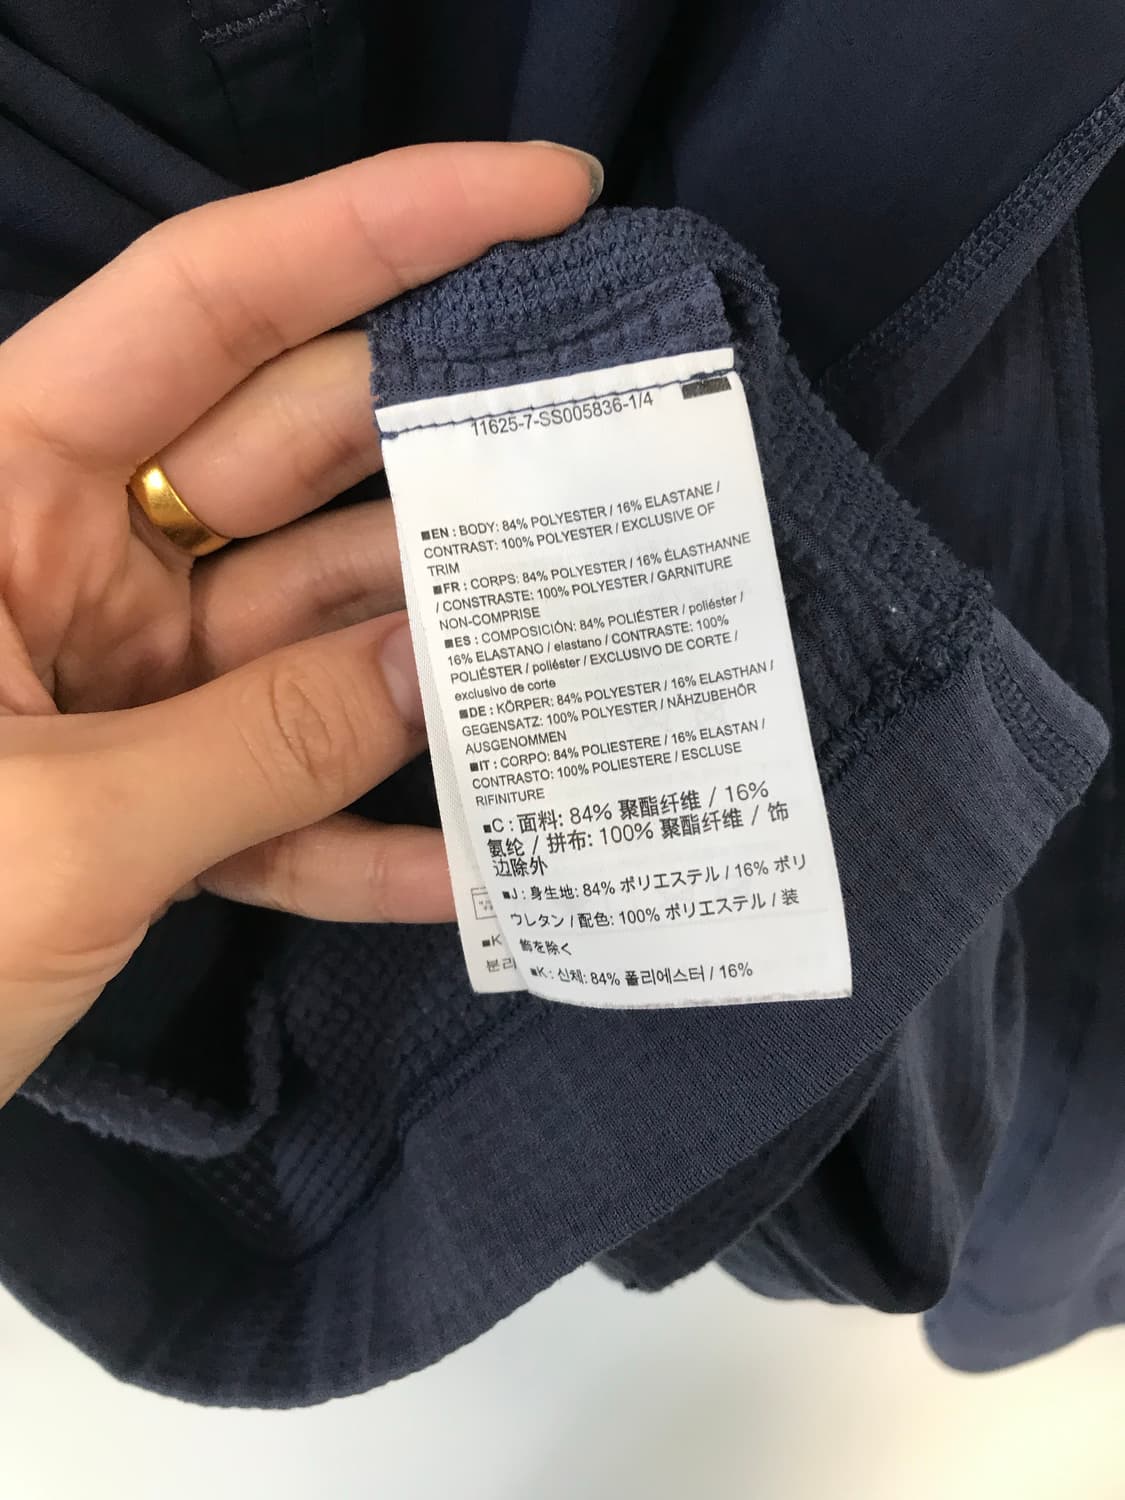 11625-7-SS005836-1/4
■EN : BODY: 84% POLYESTER / 16% ELASTANE /
CONTRAST: 100% POLYESTER / EXCLUSIVE OF
TRIM
■FR : CORPS: 84% POLYESTER / 16% ÉLASTHANNE
/ CONSTRASTE: 100% POLYESTER / GARNITURE
NON-COMPRISE
■ES : COMPOSICIÓN: 84% POLIÉSTER / poliéster /
16% ELASTANO / elastano / CONTRASTE: 100%
POLIÉSTER / poliéster / EXCLUSIVO DE CORTE /
exclusivo de corte
■DE : KÖRPER: 84% POLYESTER / 16% ELASTHAN /
GEGENSATZ: 100% POLYESTER / NÄHZUBEHÖR
AUSGENOMMEN
■IT : CORPO: 84% POLIESTERE / 16% ELASTAN /
CONTRASTO: 100% POLIESTERE / ESCLUSE
RIFINITURE
■C : 面料: 84% 聚酯纤维 / 16%
氨纶 / 拼布: 100% 聚酯纤维 / 饰
边除外
■J : 身生地: 84% ポリエステル / 16% ポリ
ウレタン / 配色: 100% ポリエステル / 装
飾を除く
■K : 신체: 84% 폴리에스터 / 16%
■K
분리